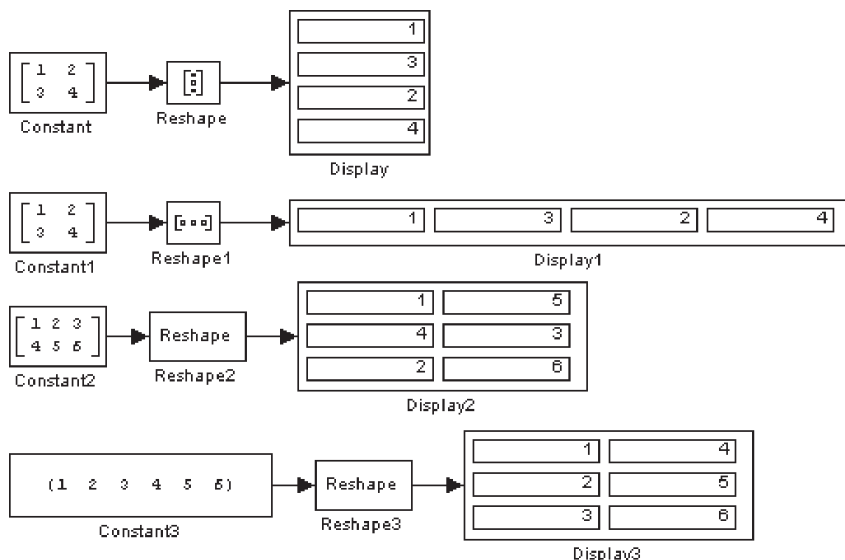 1
3
2
4
1 2
3 4
Constant
Reshape
Display
1 2
3 4
Constant1
[   ]
Reshape1
1 3 2 4
Display1
1 2 3
4 5 6
Constant2
Reshape
Reshape2
1 5
4 3
2 6
Display2
(1 2 3 4 5 6)
Constant3
Reshape
Reshape3
1 4
2 5
3 6
Display3